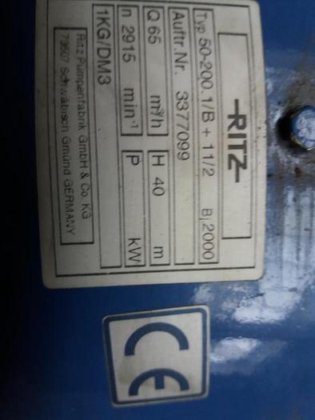 RITZ
Typ 50-200.1/B + 11/2 B.j.2000
Auftr.Nr. 3377099
Q 65 m³/h H 40 m
n 2915 min⁻¹ P kW
1KG/DM3
Ritz Pumpenfabrik GmbH & Co. KG
73507 Schwäbisch Gmünd GERMANY
CE